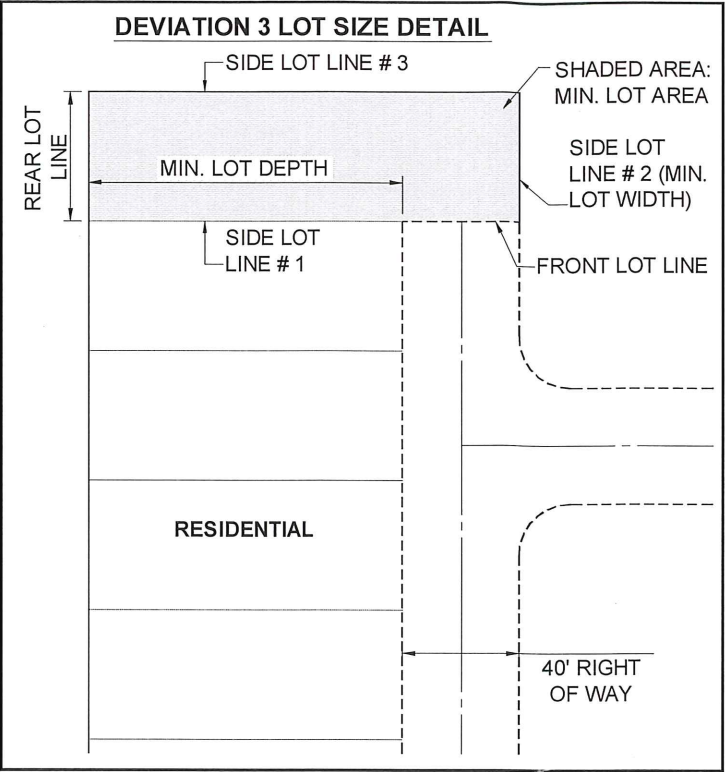 DEVIATION 3 LOT SIZE DETAIL
SIDE LOT LINE # 3
SHADED AREA:
MIN. LOT AREA
REAR LOT
LINE
MIN. LOT DEPTH
SIDE LOT
LINE # 2 (MIN.
LOT WIDTH)
SIDE LOT
LINE # 1
FRONT LOT LINE
RESIDENTIAL
40' RIGHT
OF WAY